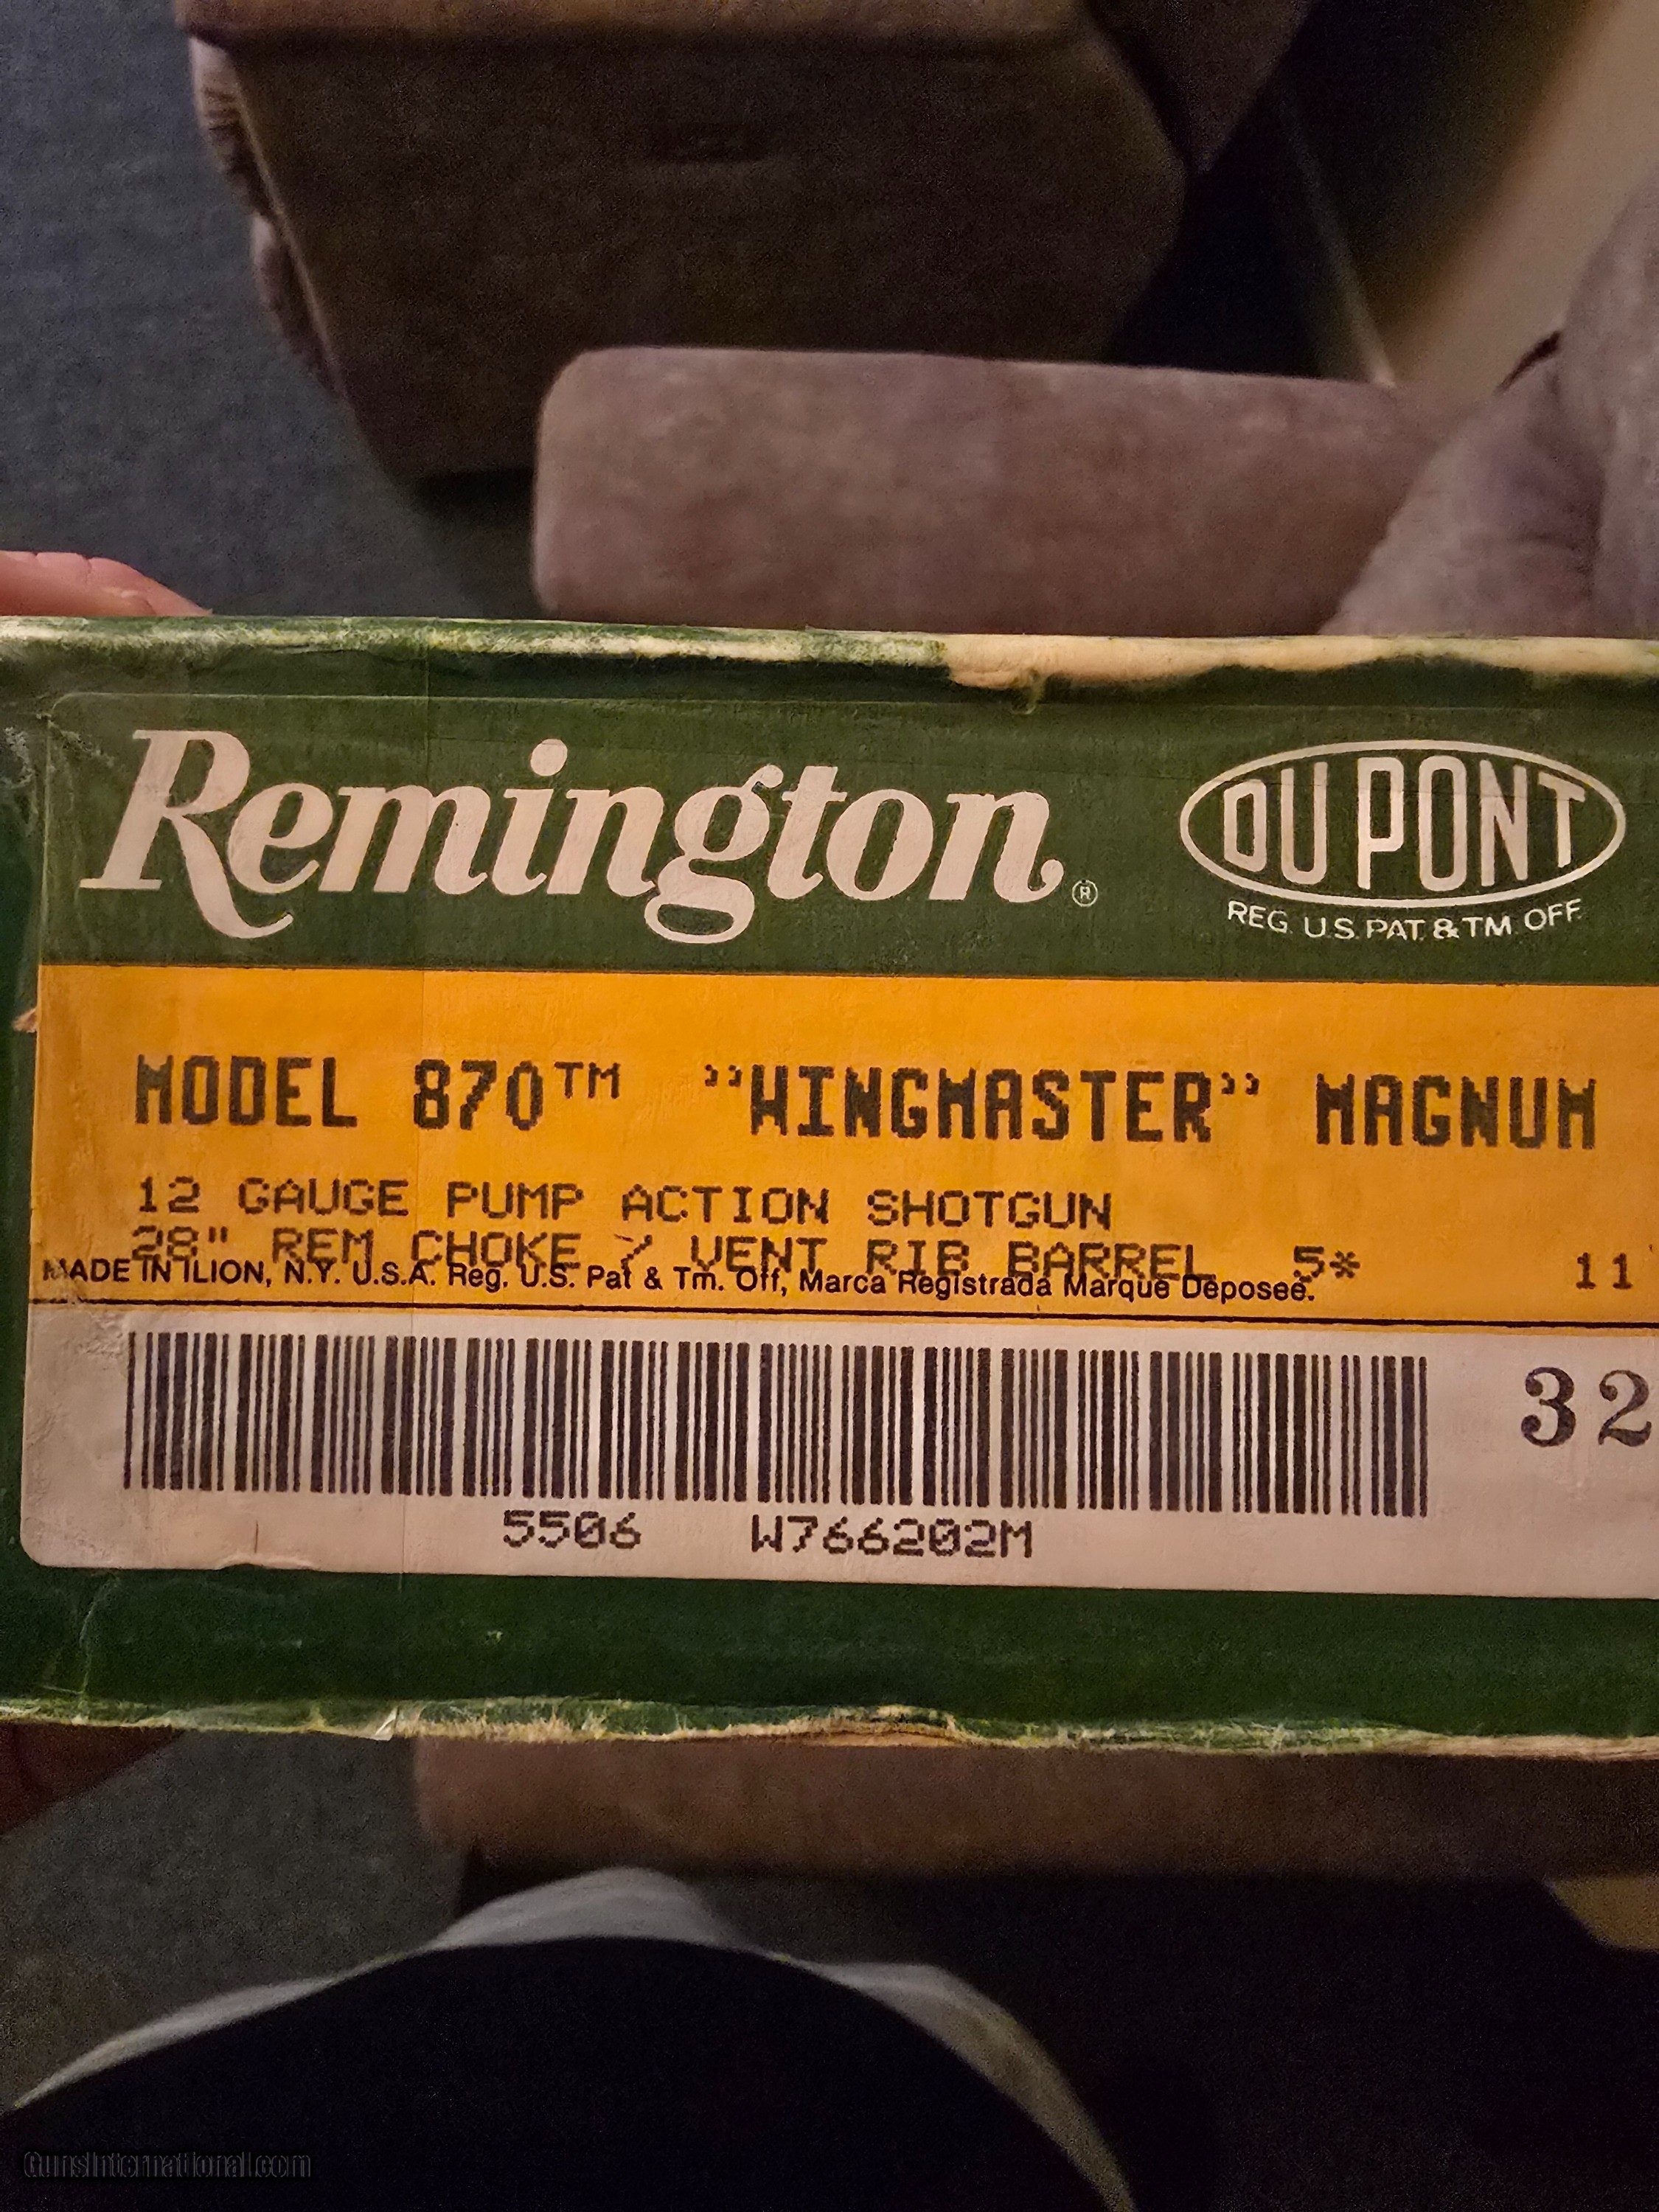 Remington®
DU PONT
REG. U.S. PAT. & TM. OFF.
MODEL 870™ "WINGMASTER" MAGNUM
12 GAUGE PUMP ACTION SHOTGUN
28" REM CHOKE / VENT RIB BARREL 5* 11
MADE IN ILION, N.Y. U.S.A. Reg. U.S. Pat & Tm. Off, Marca Registrada Marque Deposee.
32
5506 W766202M
GunsInternational.com